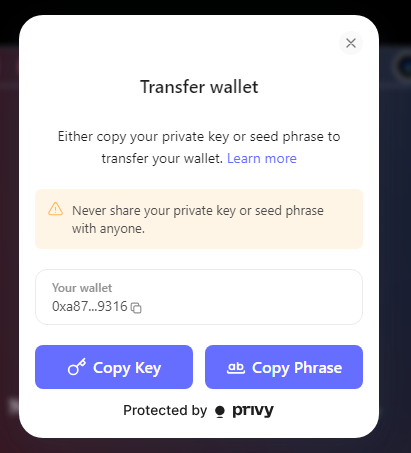 Transfer wallet
Either copy your private key or seed phrase to
transfer your wallet. Learn more
Never share your private key or seed phrase
with anyone.
Your wallet
0xa87...9316
Copy Key
ab Copy Phrase
Protected by privy